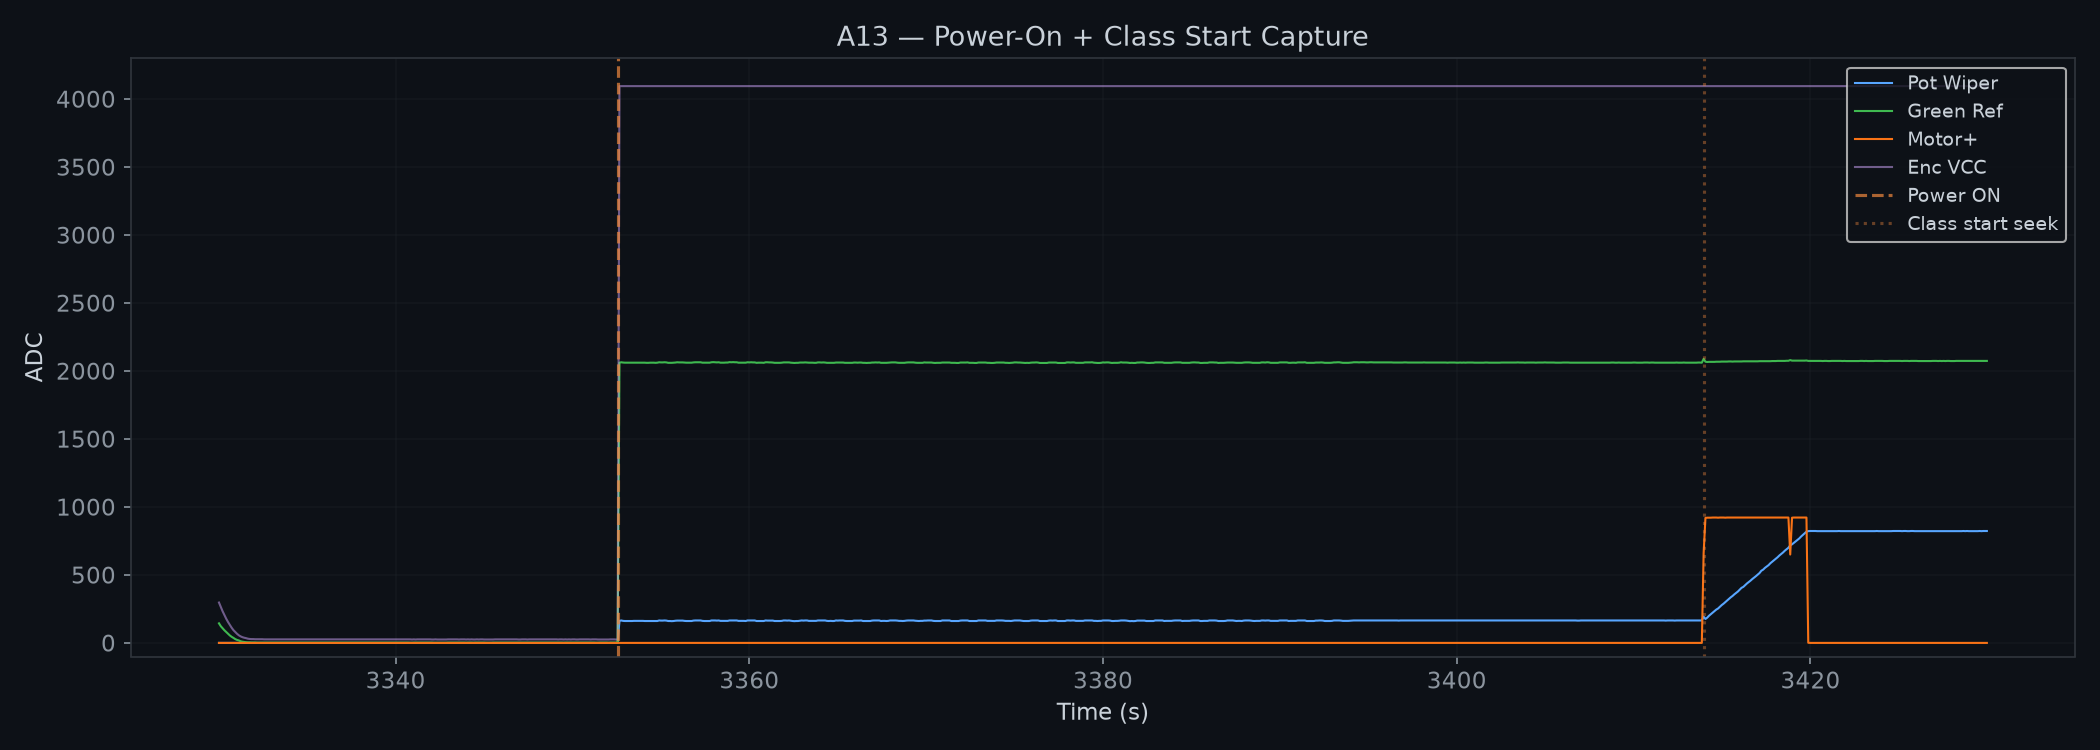 A13 — Power-On + Class Start Capture
ADC
4000
3500
3000
2500
2000
1500
1000
500
0
3340
3360
3380
3400
3420
Time (s)
Pot Wiper
Green Ref
Motor+
Enc VCC
Power ON
Class start seek